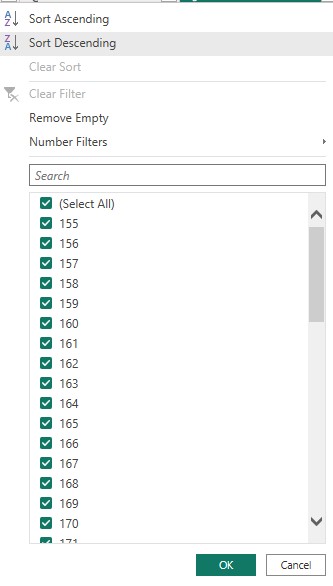 Sort Ascending
Sort Descending
Clear Sort
Clear Filter
Remove Empty
Number Filters
Search
(Select All)
155
156
157
158
159
160
161
162
163
164
165
166
167
168
169
170
171
OK Cancel